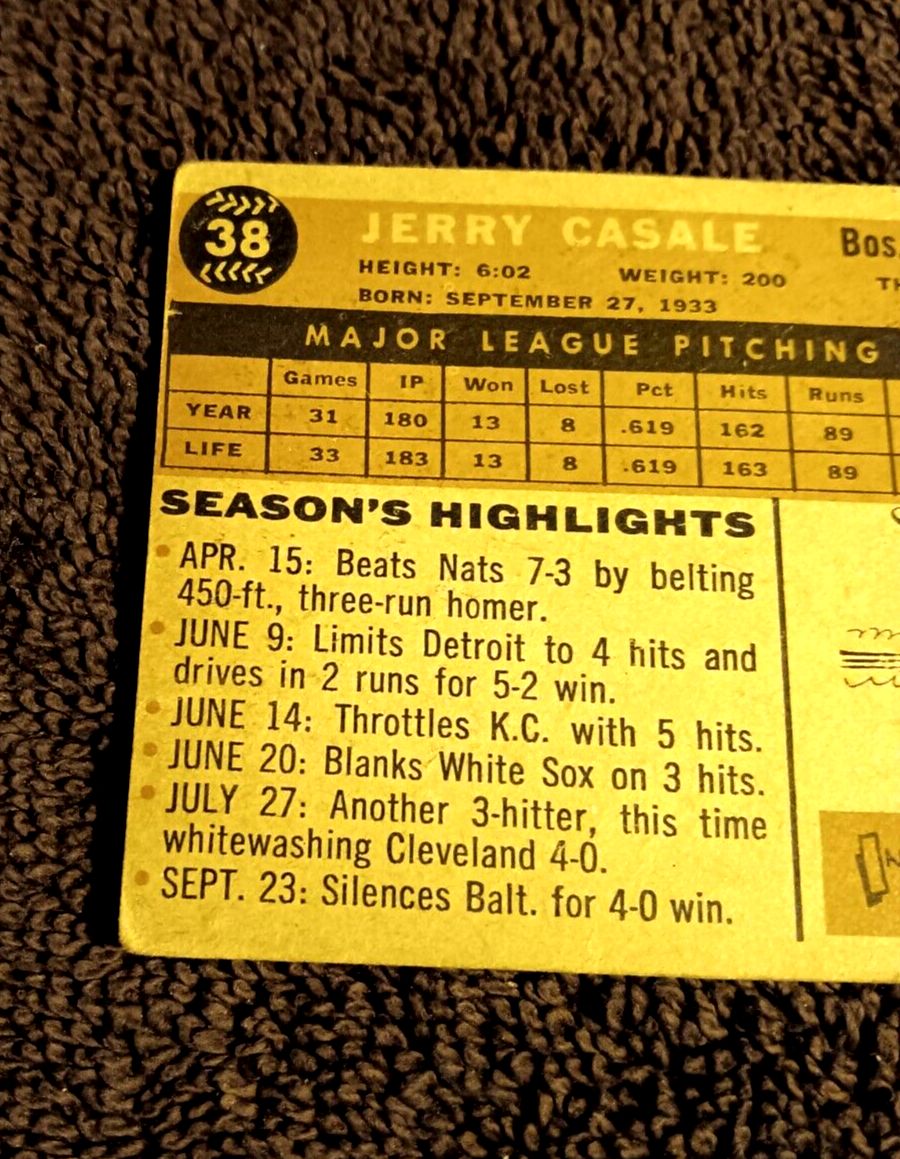 38
JERRY CASALE
Bos.
HEIGHT: 6:02 WEIGHT: 200
BORN: SEPTEMBER 27, 1933
MAJOR LEAGUE PITCHING
Games IP Won Lost Pct Hits Runs
YEAR 31 180 13 8 .619 162 89
LIFE 33 183 13 8 .619 163 89
SEASON'S HIGHLIGHTS
• APR. 15: Beats Nats 7-3 by belting
450-ft., three-run homer.
• JUNE 9: Limits Detroit to 4 hits and
drives in 2 runs for 5-2 win.
• JUNE 14: Throttles K.C. with 5 hits.
• JUNE 20: Blanks White Sox on 3 hits.
• JULY 27: Another 3-hitter, this time
whitewashing Cleveland 4-0.
• SEPT. 23: Silences Balt. for 4-0 win.